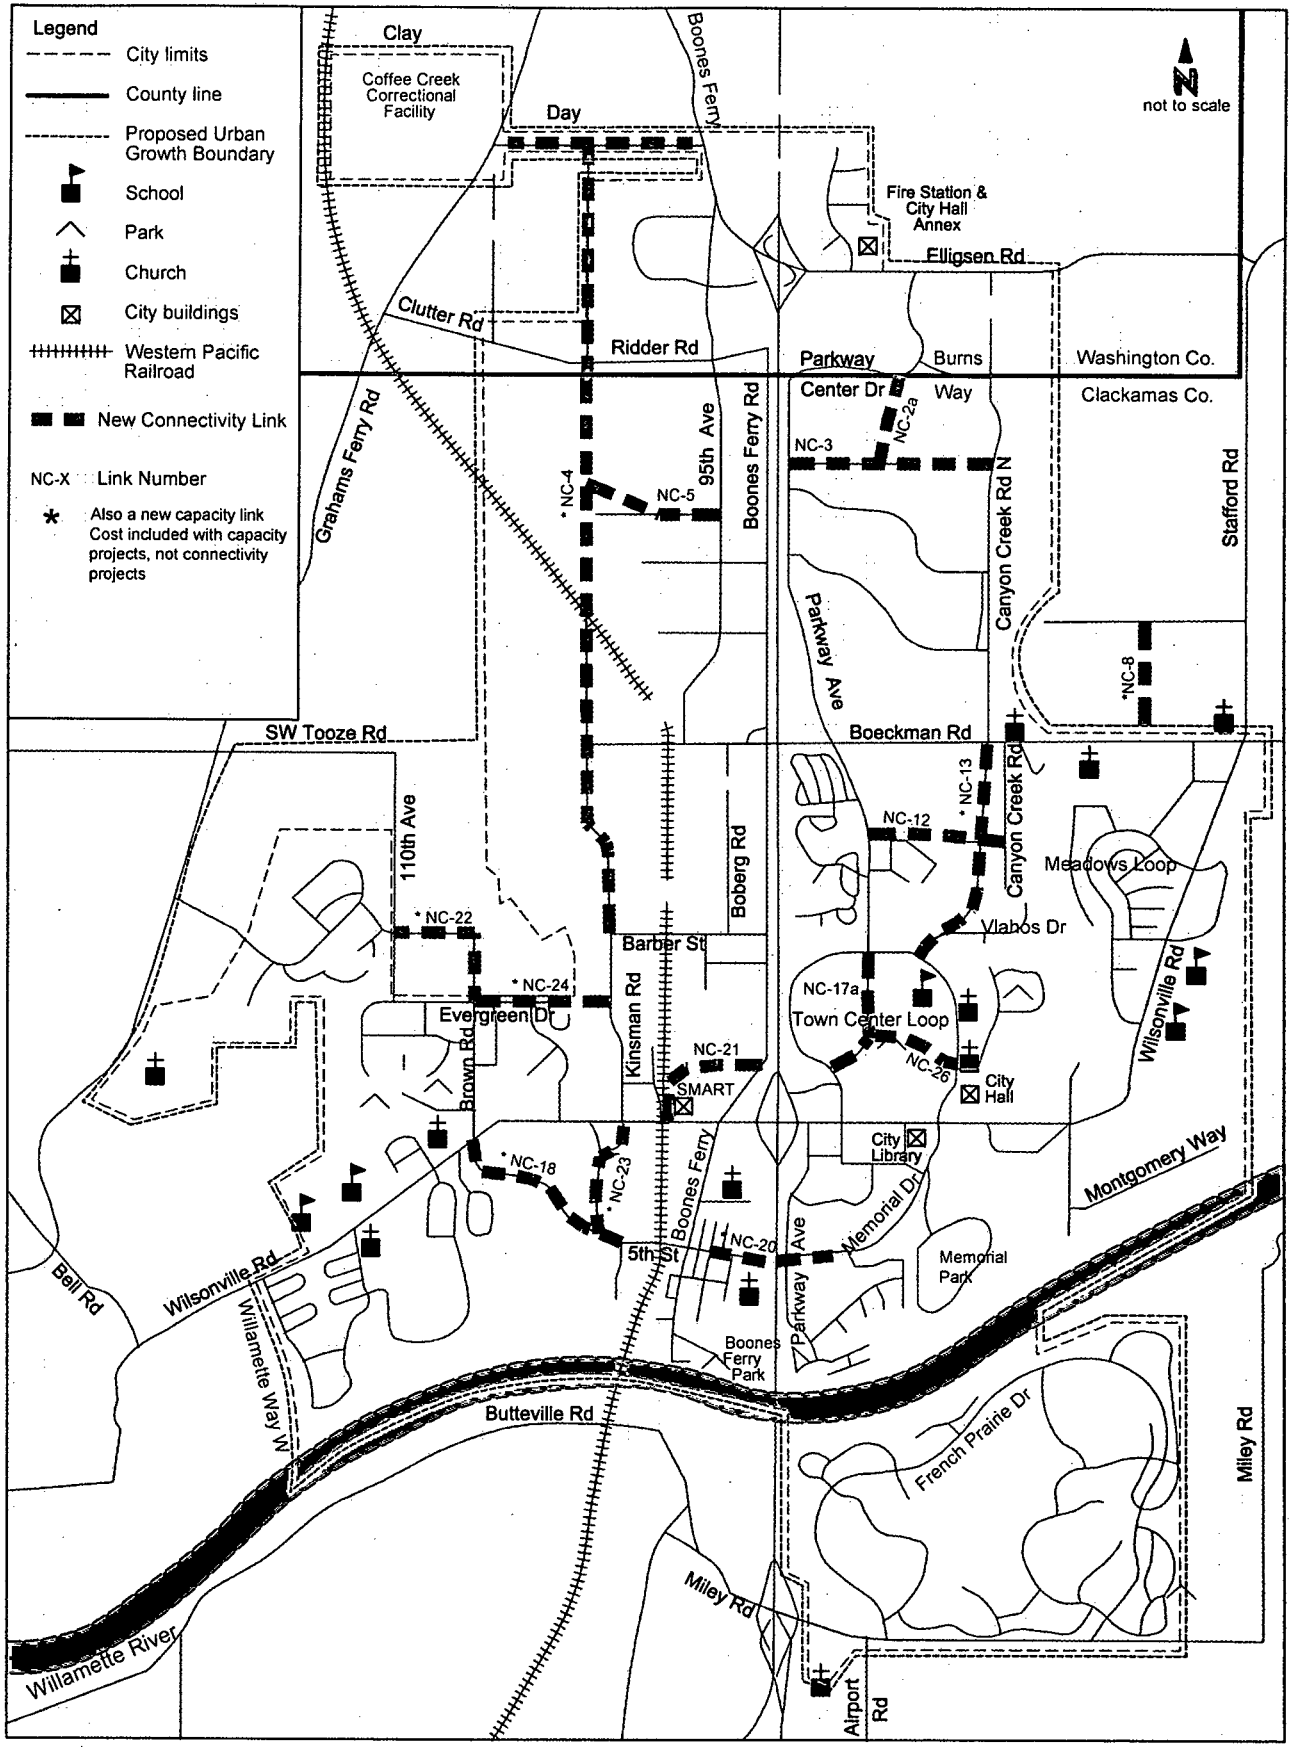 Legend
City limits
County line
Proposed Urban
Growth Boundary
School
Park
Church
City buildings
Western Pacific
Railroad
New Connectivity Link
NC-X
Link Number
*
Also a new capacity link
Cost included with capacity
projects, not connectivity
projects
N
not to scale
Clay
Coffee Creek
Correctional
Facility
Day
Boones Ferry
Fire Station &
City Hall
Annex
Elligsen Rd
Clutter Rd
Ridder Rd
Parkway
Center Dr
Burns
Way
Washington Co.
Clackamas Co.
Grahams Ferry Rd
95th Ave
Boones Ferry Rd
NC-2a
NC-3
* NC-4
NC-5
Canyon Creek Rd N
Stafford Rd
Parkway Ave
*NC-8
SW Tooze Rd
Boeckman Rd
110th Ave
Boberg Rd
* NC-13
NC-12
Canyon Creek Rd
Meadows Loop
* NC-22
Barber St
Vlahos Dr
Wilsonville Rd
* NC-24
Evergreen Dr
Kinsman Rd
NC-17a
Town Center Loop
Brown Rd
NC-21
SMART
NC-26
City
Hall
City
Library
* NC-18
* NC-23
Boones Ferry
Memorial Dr
Montgomery Way
5th St
* NC-20
Parkway Ave
Memorial
Park
Bell Rd
Wilsonville Rd
Willamette Way W
Boones
Ferry
Park
Butteville Rd
French Prairie Dr
Miley Rd
Miley Rd
Willamette River
Airport
Rd